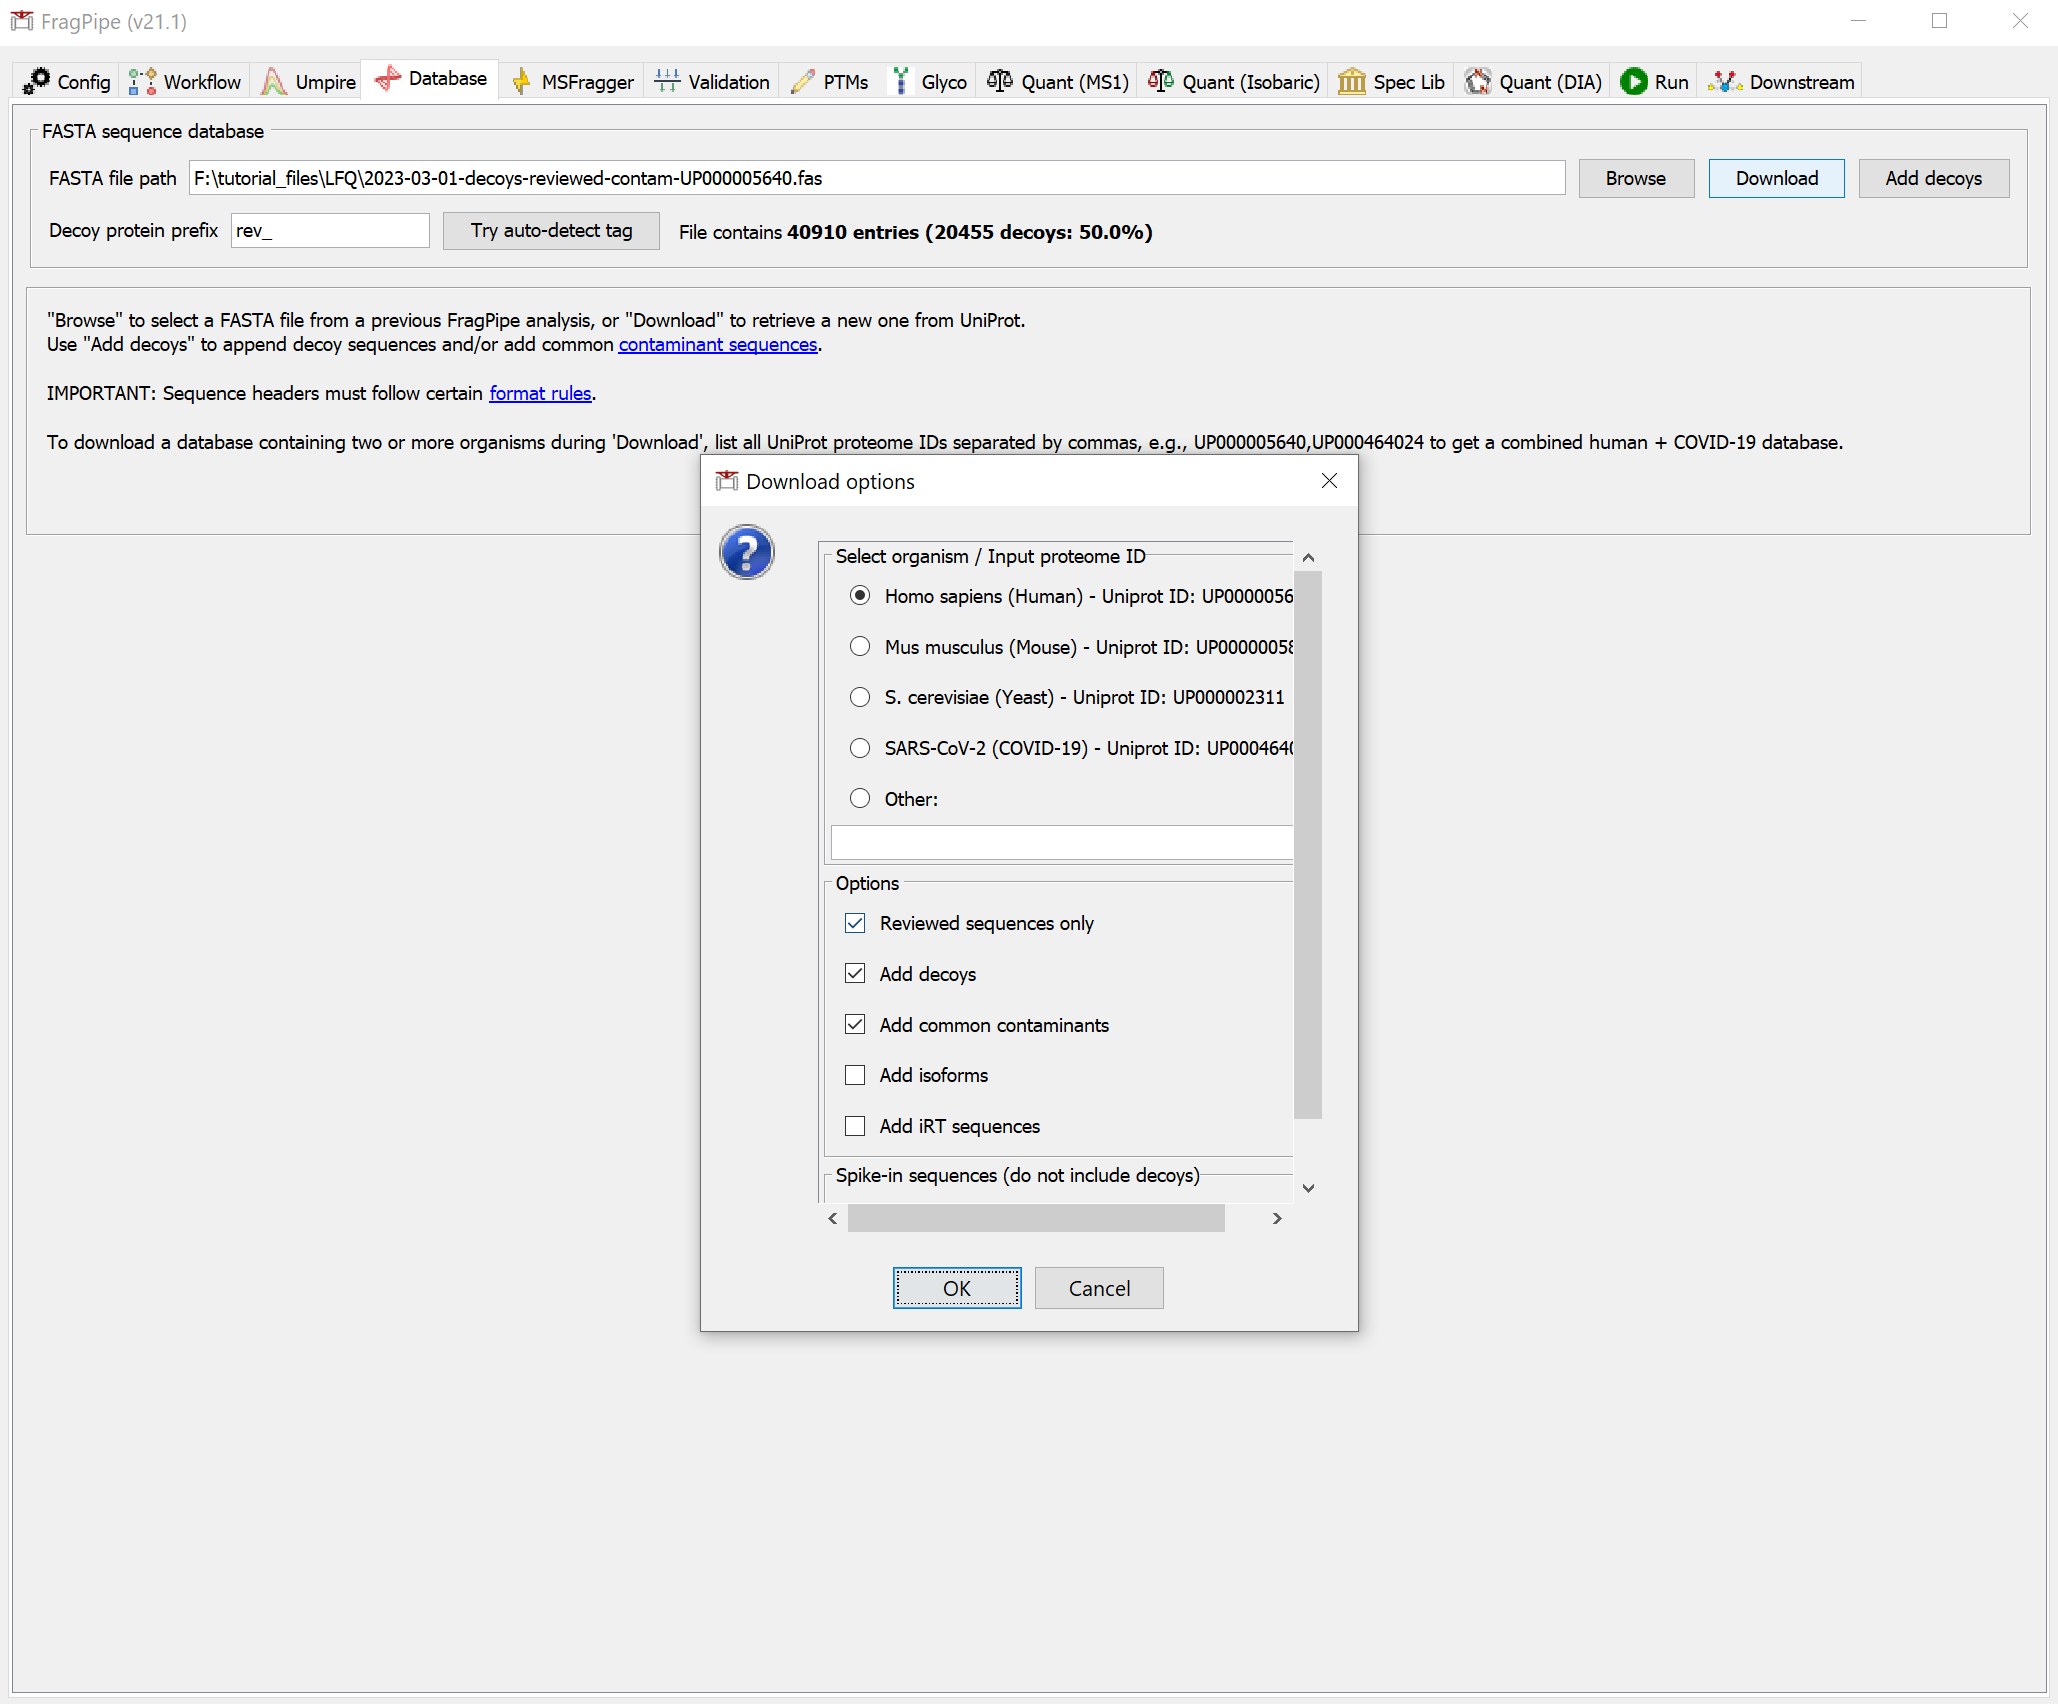 FragPipe (v21.1)
Config Workflow Umpire Database MSFragger Validation PTMs Glyco Quant (MS1) Quant (Isobaric) Spec Lib Quant (DIA) Run Downstream
FASTA sequence database
FASTA file path F:\tutorial_files\LFQ\2023-03-01-decoys-reviewed-contam-UP000005640.fas Browse Download Add decoys
Decoy protein prefix rev_ Try auto-detect tag File contains 40910 entries (20455 decoys: 50.0%)
"Browse" to select a FASTA file from a previous FragPipe analysis, or "Download" to retrieve a new one from UniProt.
Use "Add decoys" to append decoy sequences and/or add common contaminant sequences.
IMPORTANT: Sequence headers must follow certain format rules.
To download a database containing two or more organisms during 'Download', list all UniProt proteome IDs separated by commas, e.g., UP000005640,UP000464024 to get a combined human + COVID-19 database.
Download options
?
Select organism / Input proteome ID
Homo sapiens (Human) - Uniprot ID: UP0000056
Mus musculus (Mouse) - Uniprot ID: UP00000058
S. cerevisiae (Yeast) - Uniprot ID: UP000002311
SARS-CoV-2 (COVID-19) - Uniprot ID: UP0004640
Other:
Options
Reviewed sequences only
Add decoys
Add common contaminants
Add isoforms
Add iRT sequences
Spike-in sequences (do not include decoys)
OK Cancel